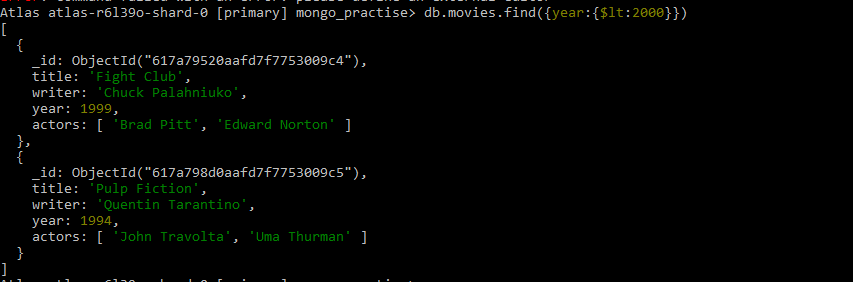 Atlas atlas-r6l39o-shard-0 [primary] mongo_practise> db.movies.find({year:{$lt:2000}})
[
  {
    _id: ObjectId("617a79520aafd7f7753009c4"),
    title: 'Fight Club',
    writer: 'Chuck Palahniuko',
    year: 1999,
    actors: [ 'Brad Pitt', 'Edward Norton' ]
  },
  {
    _id: ObjectId("617a798d0aafd7f7753009c5"),
    title: 'Pulp Fiction',
    writer: 'Quentin Tarantino',
    year: 1994,
    actors: [ 'John Travolta', 'Uma Thurman' ]
  }
]